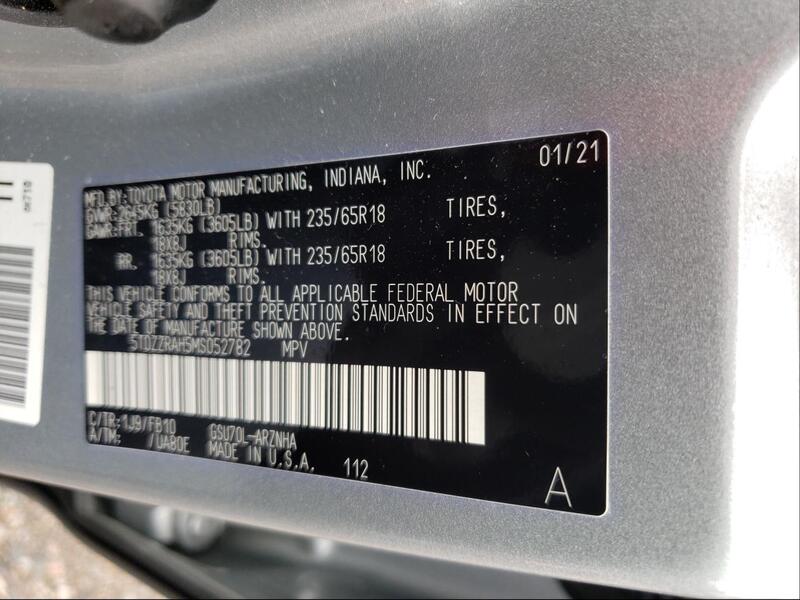 01/21
MFD.BY:TOYOTA MOTOR MANUFACTURING, INDIANA, INC.
GVWR:2645KG (5830LB)
GAWR:FRT. 1635KG (3605LB) WITH 235/65R18 TIRES,
18X8J RIMS.
RR. 1635KG (3605LB) WITH 235/65R18 TIRES,
18X8J RIMS.
THIS VEHICLE CONFORMS TO ALL APPLICABLE FEDERAL MOTOR
VEHICLE SAFETY AND THEFT PREVENTION STANDARDS IN EFFECT ON
THE DATE OF MANUFACTURE SHOWN ABOVE.
5TDZZRAH5MS052782 MPV
C/TR:1J9/FB10 GSU70L-ARZNHA
A/TM: /UA80E MADE IN U.S.A. 112
A